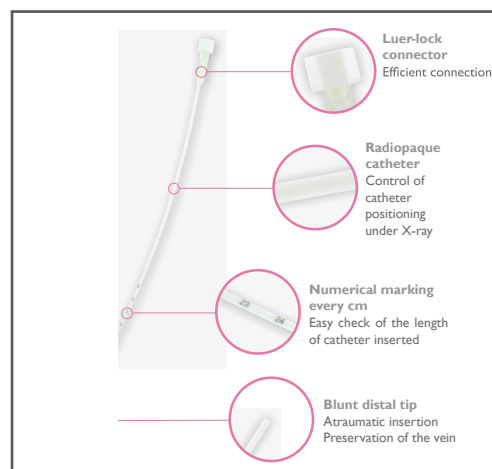 Luer-lock
connector
Efficient connection
Radiopaque
catheter
Control of
catheter
positioning
under X-ray
23
24
Numerical marking
every cm
Easy check of the length
of catheter inserted
Blunt distal tip
Atraumatic insertion
Preservation of the vein